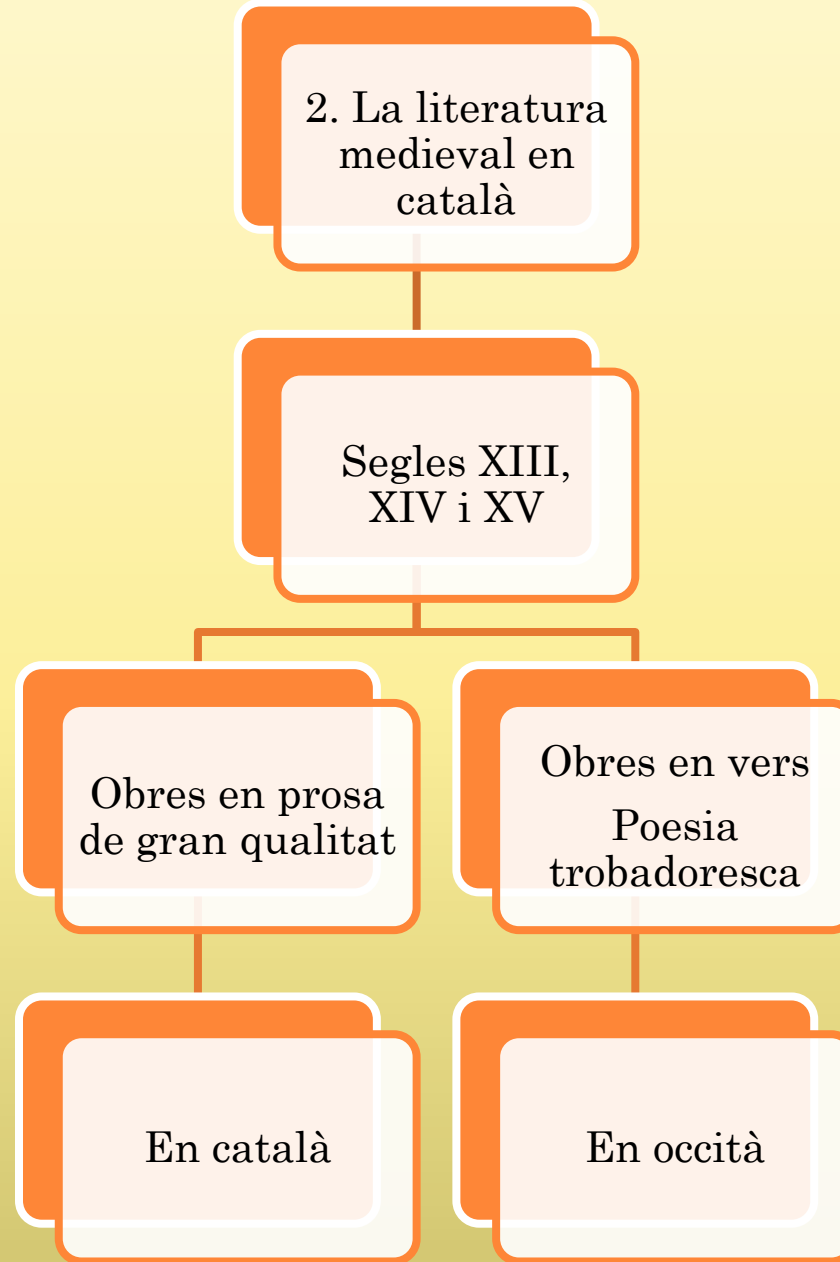 2. La literatura
medieval en
català
Segles XIII,
XIV i XV
Obres en prosa
de gran qualitat
Obres en vers
Poesia
trobadoresca
En català
En occità